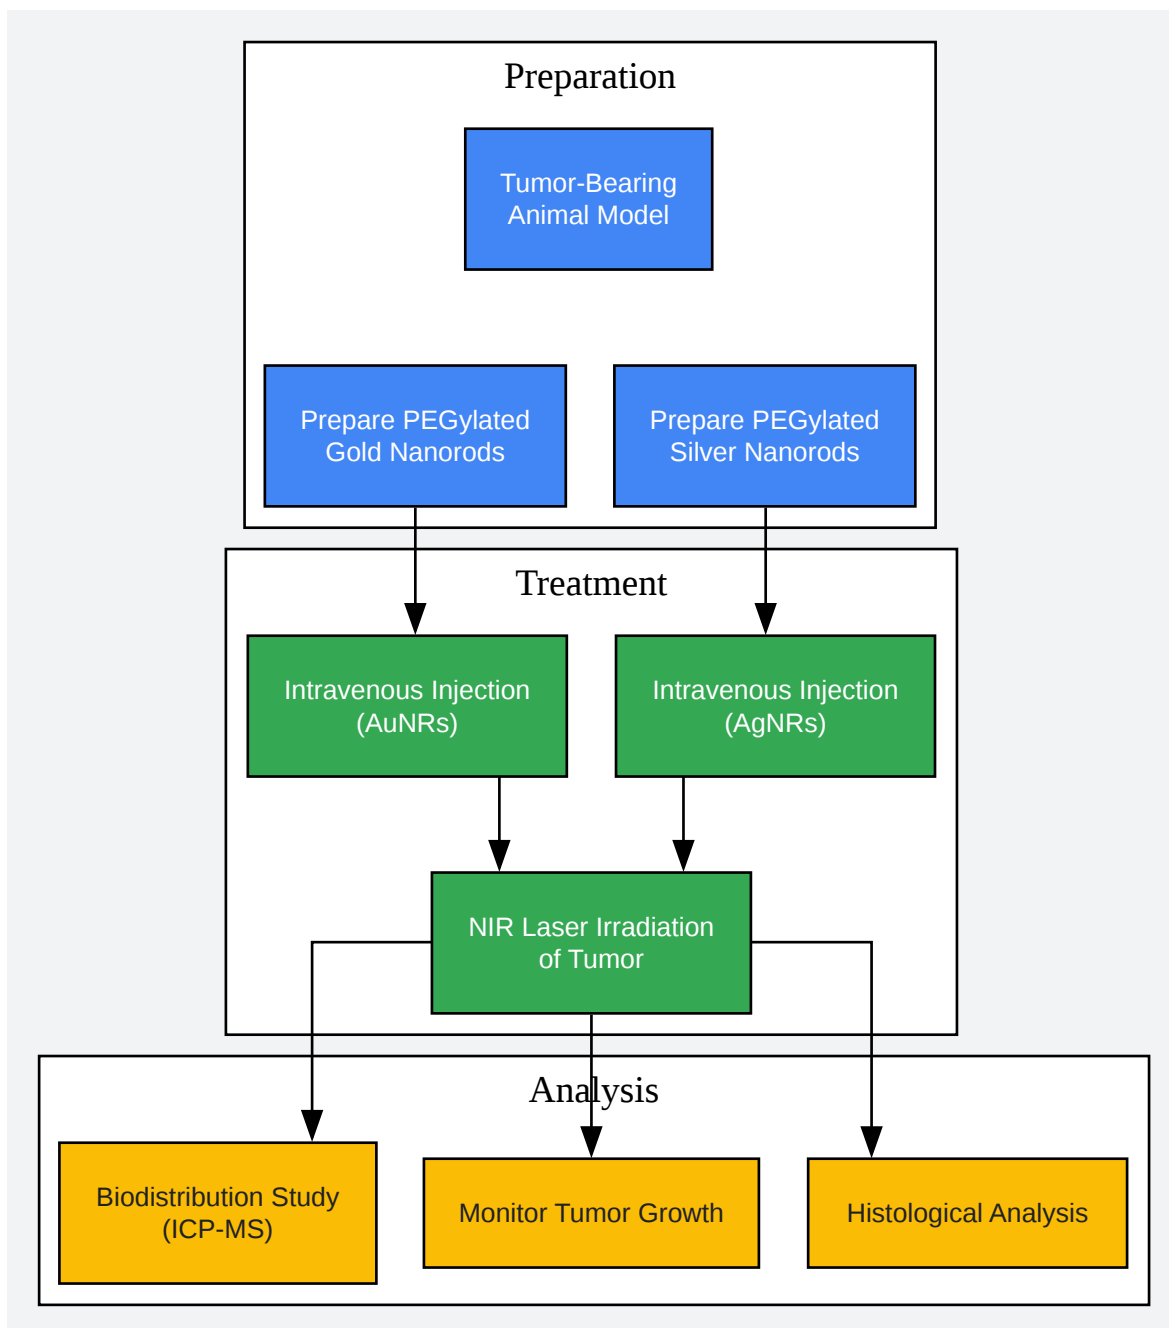 Preparation
Tumor-Bearing
Animal Model
Prepare PEGylated
Gold Nanorods
Prepare PEGylated
Silver Nanorods
Treatment
Intravenous Injection
(AuNRs)
Intravenous Injection
(AgNRs)
NIR Laser Irradiation
of Tumor
Analysis
Biodistribution Study
(ICP-MS)
Monitor Tumor Growth
Histological Analysis